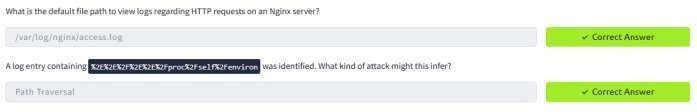 What is the default file path to view logs regarding HTTP requests on an Nginx server?
/var/log/nginx/access.log ✓ Correct Answer
A log entry containing %2E%2E%2F%2E%2E%2Fproc%2Fself%2Fenviron was identified. What kind of attack might this infer?
Path Traversal ✓ Correct Answer